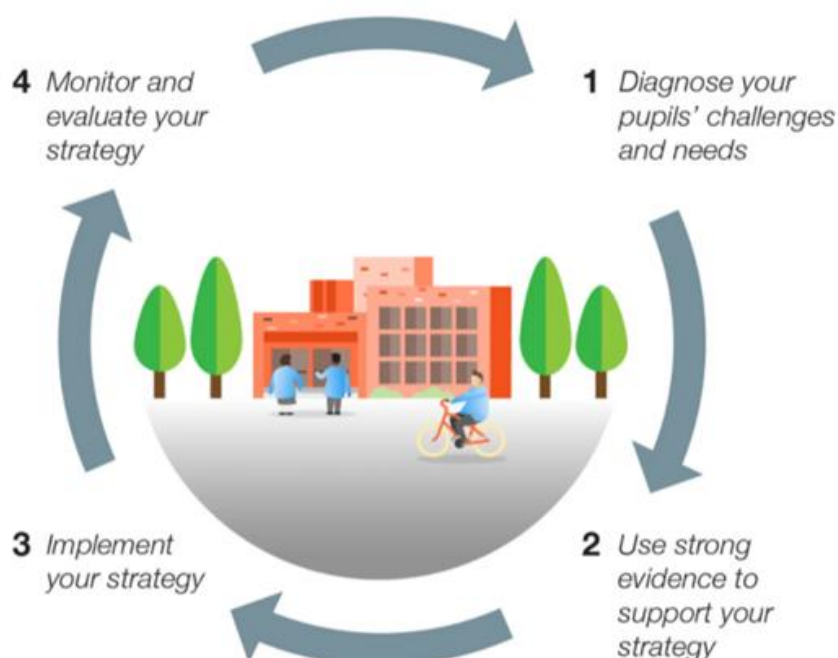 1 Diagnose your
pupils' challenges
and needs
2 Use strong
evidence to
support your
strategy
3 Implement
your strategy
4 Monitor and
evaluate your
strategy